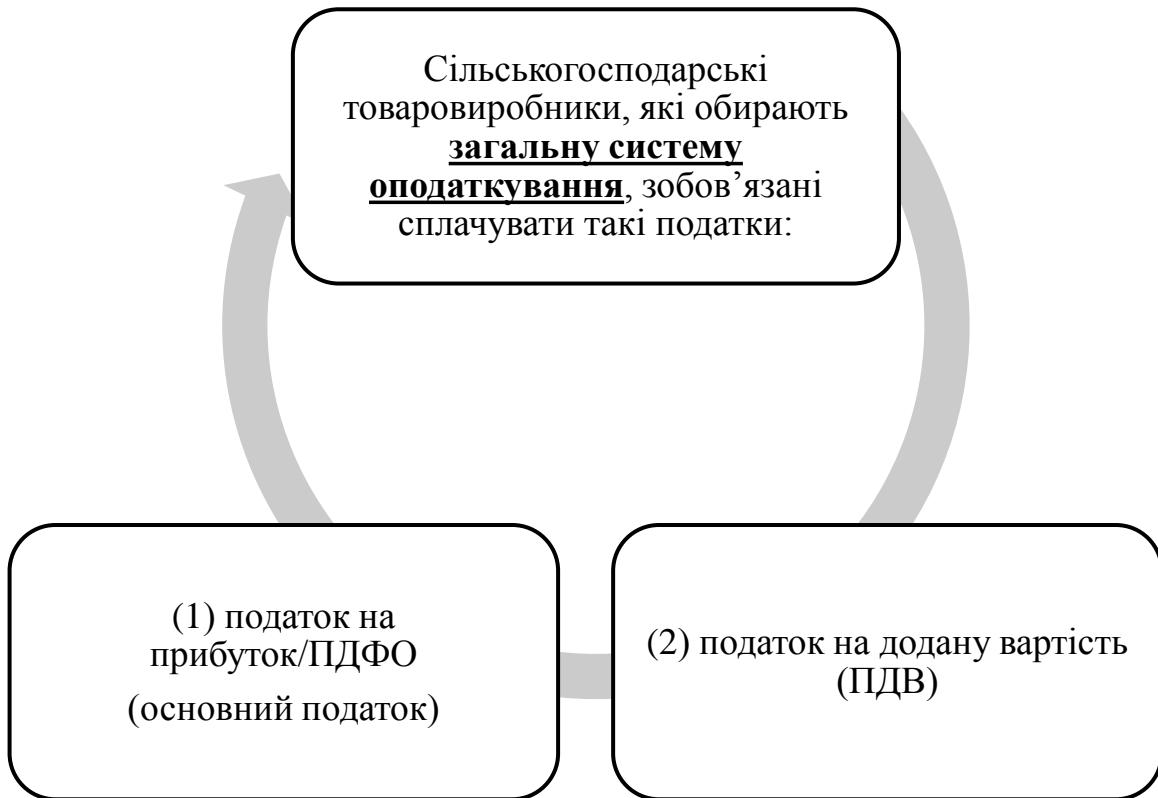 Сільськогосподарські
товаровиробники, які обирають
загальну систему
оподаткування, зобов’язані
сплачувати такі податки:
(1) податок на
прибуток/ПДФО
(основний податок)
(2) податок на додану вартість
(ПДВ)